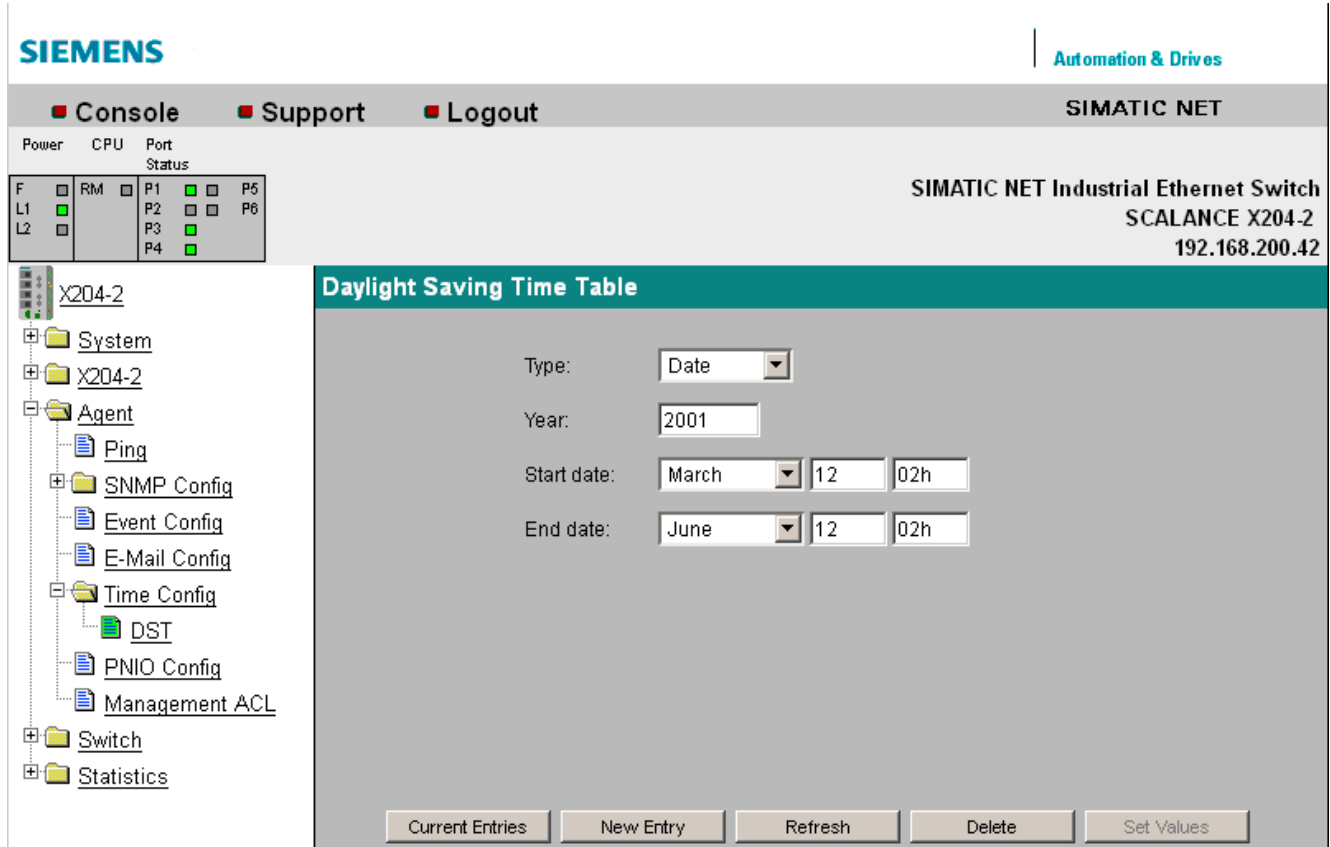 SIEMENS
Automation & Drives
Console Support Logout SIMATIC NET
Power CPU Port
Status
F RM P1 P5
L1 P2 P6
L2 P3
P4
SIMATIC NET Industrial Ethernet Switch
SCALANCE X204-2
192.168.200.42
X204-2
System
X204-2
Agent
Ping
SNMP Config
Event Config
E-Mail Config
Time Config
DST
PNIO Config
Management ACL
Switch
Statistics
Daylight Saving Time Table
Type: Date
Year: 2001
Start date: March 12 02h
End date: June 12 02h
Current Entries New Entry Refresh Delete Set Values